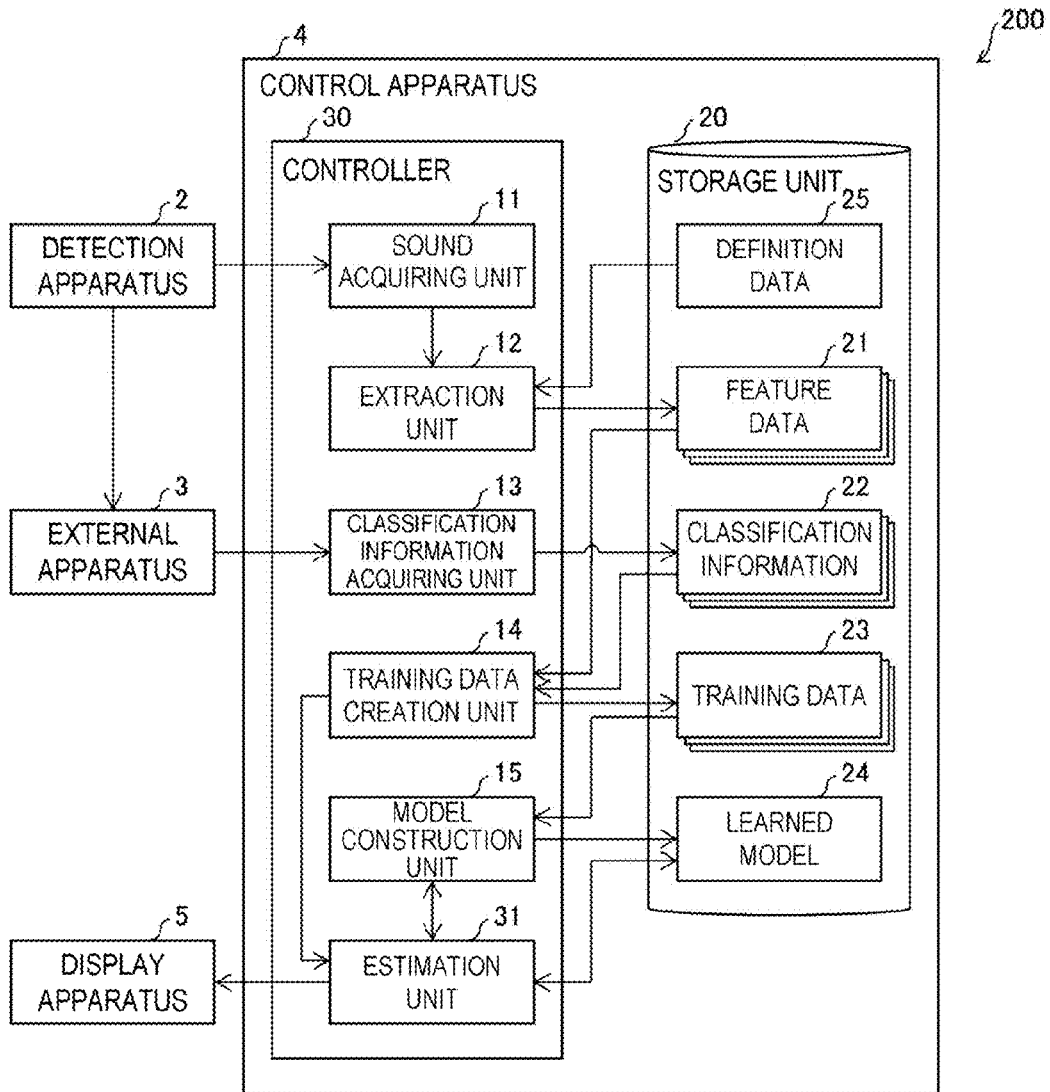 200
4
CONTROL APPARATUS
30
CONTROLLER
20
STORAGE UNIT
2
DETECTION
APPARATUS
11
SOUND
ACQUIRING UNIT
25
DEFINITION
DATA
12
EXTRACTION
UNIT
21
FEATURE
DATA
3
EXTERNAL
APPARATUS
13
CLASSIFICATION
INFORMATION
ACQUIRING UNIT
22
CLASSIFICATION
INFORMATION
14
TRAINING DATA
CREATION UNIT
23
TRAINING DATA
15
MODEL
CONSTRUCTION
UNIT
24
LEARNED
MODEL
5
DISPLAY
APPARATUS
31
ESTIMATION
UNIT